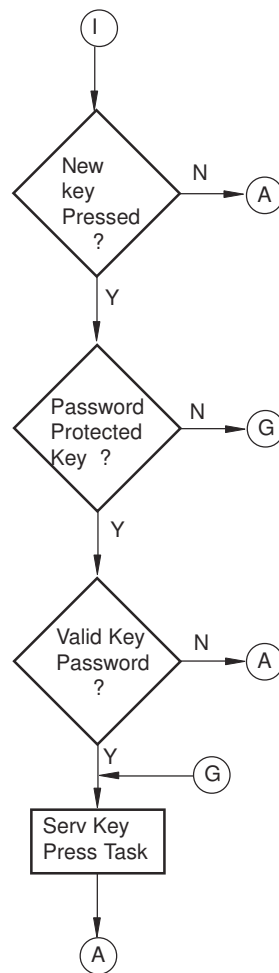 I
New
key
Pressed
?
N
A
Y
Password
Protected
Key ?
N
G
Y
Valid Key
Password
?
N
A
Y
G
Serv Key
Press Task
A